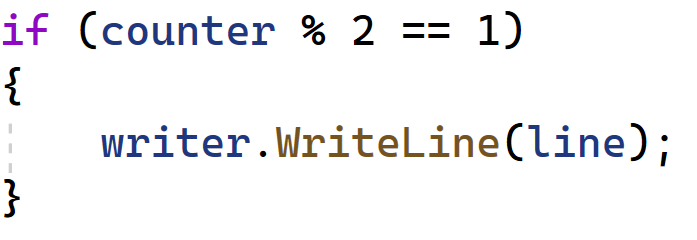 if (counter % 2 == 1)
{
    writer.WriteLine(line);
}